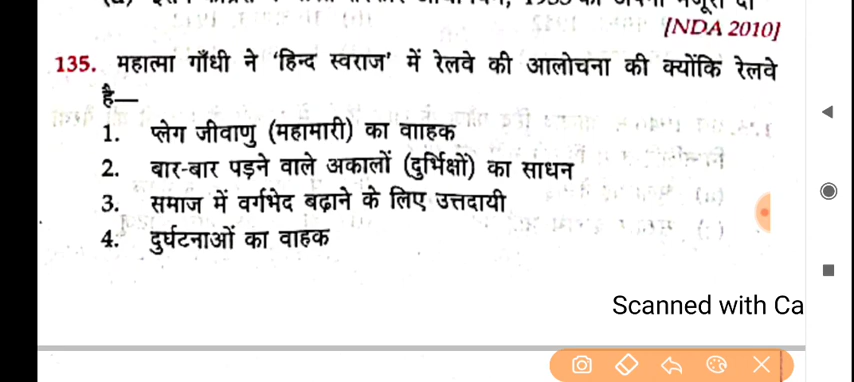 [NDA 2010]
135. महात्मा गाँधी ने 'हिन्द स्वराज' में रेलवे की आलोचना की क्योंकि रेलवे
है—
1. प्लेग जीवाणु (महामारी) का वााहक
2. बार-बार पड़ने वाले अकालों (दुर्भिक्षों) का साधन
3. समाज में वर्गभेद बढ़ाने के लिए उत्तदायी
4. दुर्घटनाओं का वाहक
Scanned with Ca